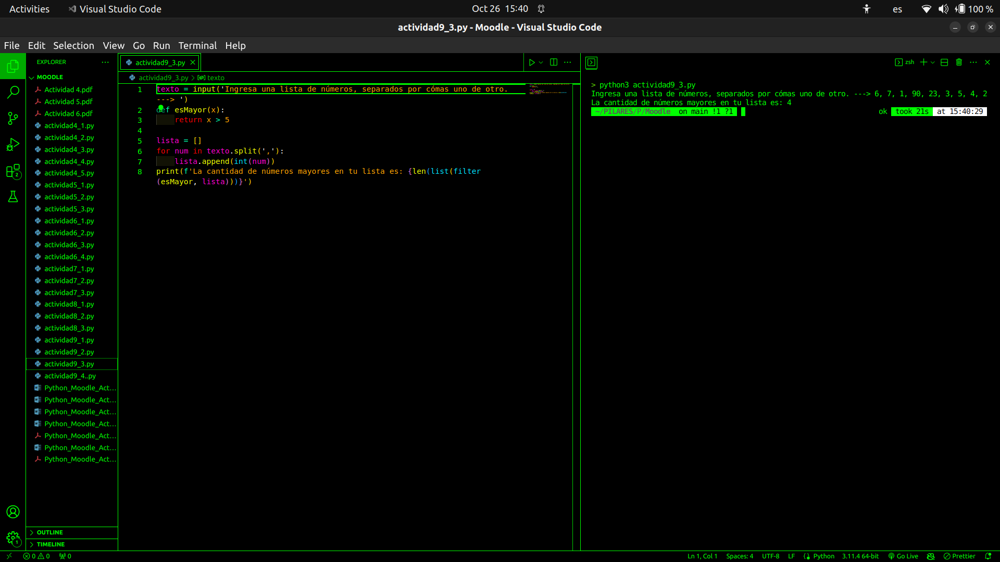 Activities
Visual Studio Code
Oct 26 15:40
es
100 %
actividad9_3.py - Moodle - Visual Studio Code
File Edit Selection View Go Run Terminal Help
EXPLORER
MOODLE
Actividad 4.pdf
Actividad 5.pdf
Actividad 6.pdf
actividad4_1.py
actividad4_2.py
actividad4_3.py
actividad4_4.py
actividad4_5.py
actividad5_1.py
actividad5_2.py
actividad5_3.py
actividad6_1.py
actividad6_2.py
actividad6_3.py
actividad6_4.py
actividad7_1.py
actividad7_2.py
actividad7_3.py
actividad8_1.py
actividad8_2.py
actividad8_3.py
actividad9_1.py
actividad9_2.py
actividad9_3.py
actividad9_4..py
Python_Moodle_Act...
Python_Moodle_Act...
Python_Moodle_Act...
Python_Moodle_Act...
Python_Moodle_Act...
Python_Moodle_Act...
Python_Moodle_Act...
OUTLINE
TIMELINE
actividad9_3.py
actividad9_3.py > texto
1 texto = input('Ingresa una lista de números, separados por cómas uno de otro.
---> ')
2 def esMayor(x):
3     return x > 5
4
5 lista = []
6 for num in texto.split(','):
7     lista.append(int(num))
8 print(f'La cantidad de números mayores en tu lista es: {len(list(filter
(esMayor, lista)))}')
zsh
> python3 actividad9_3.py
Ingresa una lista de números, separados por cómas uno de otro. ---> 6, 7, 1, 90, 23, 3, 5, 4, 2
La cantidad de números mayores en tu lista es: 4
~/PILARES/P/Moodle on main !1 ?1
ok took 21s at 15:40:29
2
1
0 0 0
Ln 1, Col 1 Spaces: 4 UTF-8 LF Python 3.11.4 64-bit Go Live Prettier